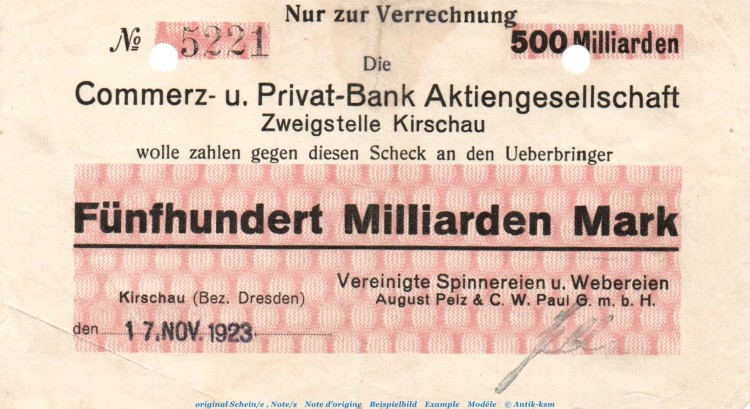 Nur zur Verrechnung
№ 5221
500 Milliarden
Die
Commerz- u. Privat-Bank Aktiengesellschaft
Zweigstelle Kirschau
wolle zahlen gegen diesen Scheck an den Ueberbringer
Fünfhundert Milliarden Mark
Kirschau (Bez. Dresden)
den 17. NOV. 1923
Vereinigte Spinnereien u. Webereien
August Pelz & C. W. Paul G. m. b. H.
original Schein/e , Note/s Note d'origing Beispielbild Example Modéle © Antik-ksm